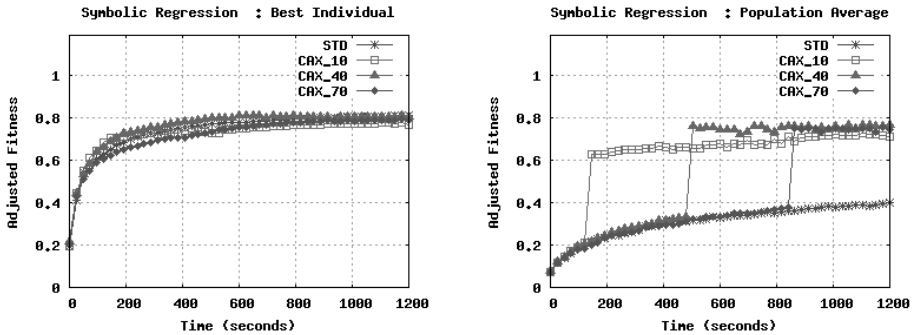 Symbolic Regression : Best Individual
STD
CAX_10
CAX_40
CAX_70
1
0.8
0.6
0.4
0.2
0
Adjusted Fitness
0 200 400 600 800 1000 1200
Time (seconds)
Symbolic Regression : Population Average
STD
CAX_10
CAX_40
CAX_70
1
0.8
0.6
0.4
0.2
0
Adjusted Fitness
0 200 400 600 800 1000 1200
Time (seconds)